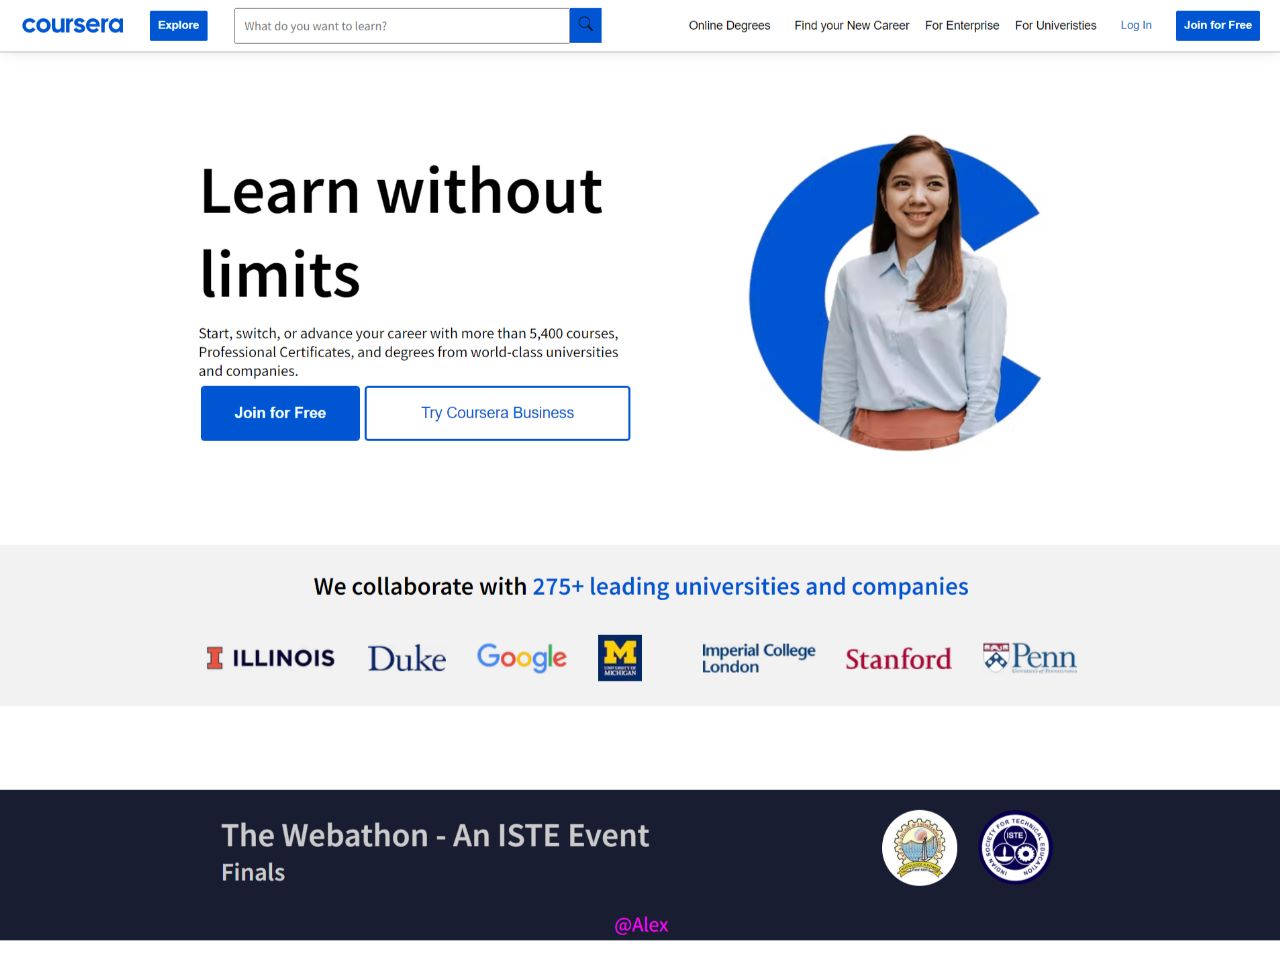 coursera
Explore
What do you want to learn?
Online Degrees
Find your New Career
For Enterprise
For Univeristies
Log In
Join for Free
Learn without
limits
Start, switch, or advance your career with more than 5,400 courses,
Professional Certificates, and degrees from world-class universities
and companies.
Join for Free
Try Coursera Business
We collaborate with 275+ leading universities and companies
I ILLINOIS
Duke
Google
M
UNIVERSITY OF
MICHIGAN
Imperial College
London
Stanford
Penn
University of Pennsylvania
The Webathon - An ISTE Event
Finals
INDIAN SOCIETY FOR TECHNICAL EDUCATION
ISTE
@Alex